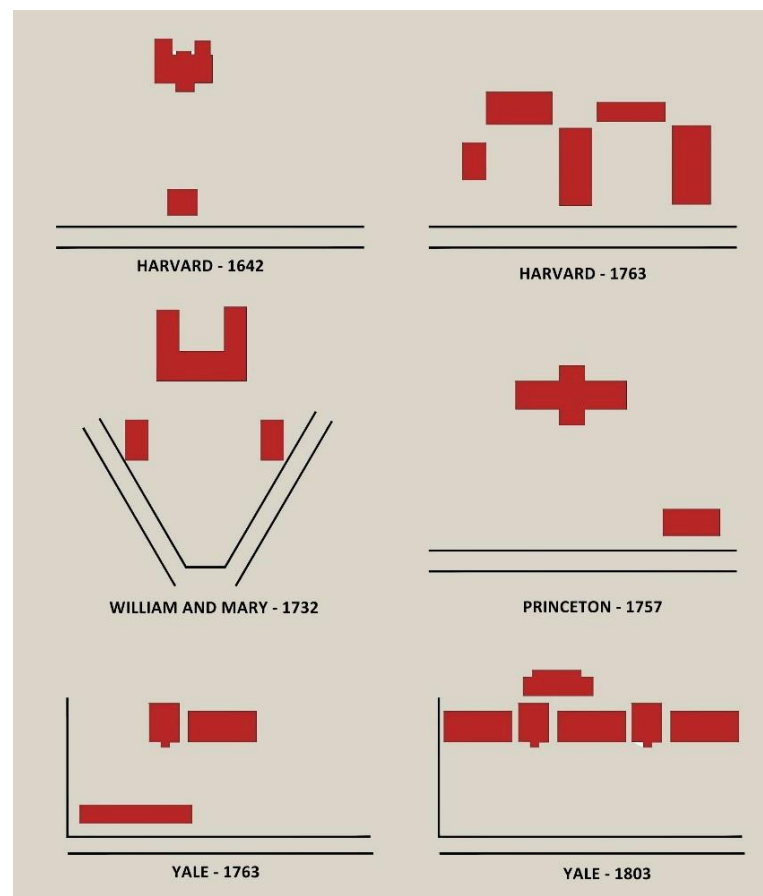 HARVARD - 1642
HARVARD - 1763
WILLIAM AND MARY - 1732
PRINCETON - 1757
YALE - 1763
YALE - 1803